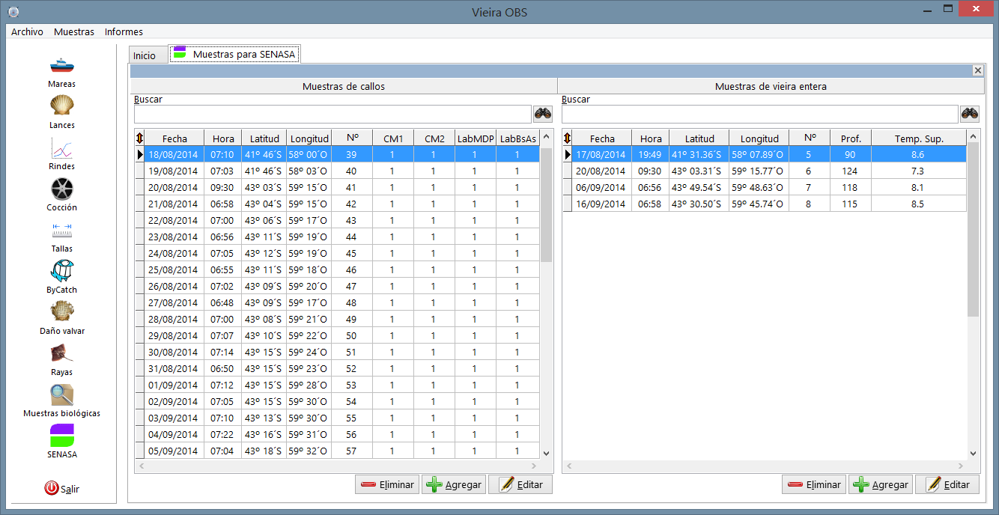 Vieira OBS
Archivo Muestras Informes
Mareas
Lances
Rindes
Cocción
Tallas
ByCatch
Daño valvar
Rayas
Muestras biológicas
SENASA
Salir
Inicio Muestras para SENASA
Muestras de callos
Buscar
Fecha Hora Latitud Longitud Nº CM1 CM2 LabMDP LabBsAs
18/08/2014 07:10 41º 46´S 58º 00´O 39 1 1 1 1
19/08/2014 07:03 41º 46´S 58º 03´O 40 1 1 1 1
20/08/2014 09:30 43º 03´S 59º 15´O 41 1 1 1 1
21/08/2014 06:58 43º 04´S 59º 15´O 42 1 1 1 1
22/08/2014 07:00 43º 06´S 59º 17´O 43 1 1 1 1
23/08/2014 06:56 43º 11´S 59º 19´O 44 1 1 1 1
24/08/2014 07:05 43º 12´S 59º 19´O 45 1 1 1 1
25/08/2014 06:55 43º 11´S 59º 18´O 46 1 1 1 1
26/08/2014 07:02 43º 09´S 59º 20´O 47 1 1 1 1
27/08/2014 06:48 43º 09´S 59º 17´O 48 1 1 1 1
28/08/2014 07:00 43º 08´S 59º 21´O 49 1 1 1 1
29/08/2014 07:07 43º 10´S 59º 22´O 50 1 1 1 1
30/08/2014 07:14 43º 15´S 59º 24´O 51 1 1 1 1
31/08/2014 06:50 43º 15´S 59º 23´O 52 1 1 1 1
01/09/2014 07:12 43º 15´S 59º 28´O 53 1 1 1 1
02/09/2014 07:05 43º 15´S 59º 30´O 54 1 1 1 1
03/09/2014 07:10 43º 13´S 59º 30´O 55 1 1 1 1
04/09/2014 07:22 43º 16´S 59º 31´O 56 1 1 1 1
05/09/2014 07:04 43º 18´S 59º 32´O 57 1 1 1 1
Eliminar Agregar Editar
Muestras de vieira entera
Buscar
Fecha Hora Latitud Longitud Nº Prof. Temp. Sup.
17/08/2014 19:49 41º 31.36´S 58º 07.89´O 5 90 8.6
20/08/2014 09:30 43º 03.31´S 59º 15.77´O 6 124 7.3
06/09/2014 06:56 43º 49.54´S 59º 48.63´O 7 118 8.1
16/09/2014 06:58 43º 30.50´S 59º 45.74´O 8 115 8.5
Eliminar Agregar Editar